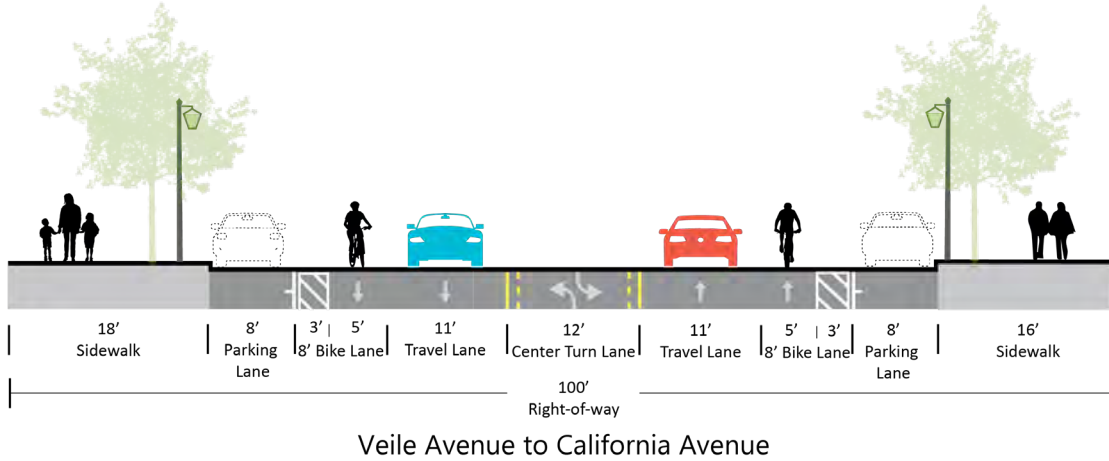 18’ 8’ 3’ 5’ 11’ 12’ 11’ 5’ 3’ 8’ 16’
Sidewalk Parking Lane 8’ Bike Lane Travel Lane Center Turn Lane Travel Lane 8’ Bike Lane Parking Lane Sidewalk
100’
Right-of-way
Veile Avenue to California Avenue